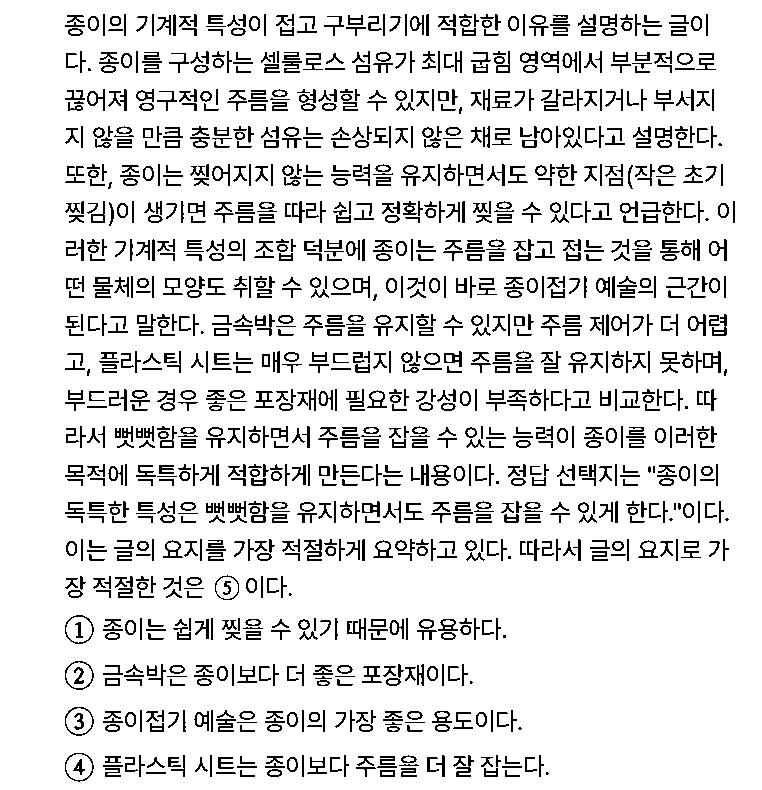 종이의 기계적 특성이 접고 구부리기에 적합한 이유를 설명하는 글이
다. 종이를 구성하는 셀룰로스 섬유가 최대 굽힘 영역에서 부분적으로
끊어져 영구적인 주름을 형성할 수 있지만, 재료가 갈라지거나 부서지
지 않을 만큼 충분한 섬유는 손상되지 않은 채로 남아있다고 설명한다.
또한, 종이는 찢어지지 않는 능력을 유지하면서도 약한 지점(작은 초기
찢김)이 생기면 주름을 따라 쉽고 정확하게 찢을 수 있다고 언급한다. 이
러한 기계적 특성의 조합 덕분에 종이는 주름을 잡고 접는 것을 통해 어
떤 물체의 모양도 취할 수 있으며, 이것이 바로 종이접기 예술의 근간이
된다고 말한다. 금속박은 주름을 유지할 수 있지만 주름 제어가 더 어렵
고, 플라스틱 시트는 매우 부드럽지 않으면 주름을 잘 유지하지 못하며,
부드러운 경우 좋은 포장재에 필요한 강성이 부족하다고 비교한다. 따
라서 뻣뻣함을 유지하면서 주름을 잡을 수 있는 능력이 종이를 이러한
목적에 독특하게 적합하게 만든다는 내용이다. 정답 선택지는 "종이의
독특한 특성은 뻣뻣함을 유지하면서도 주름을 잡을 수 있게 한다."이다.
이는 글의 요지를 가장 적절하게 요약하고 있다. 따라서 글의 요지로 가
장 적절한 것은 ⑤ 이다.
① 종이는 쉽게 찢을 수 있기 때문에 유용하다.
② 금속박은 종이보다 더 좋은 포장재이다.
③ 종이접기 예술은 종이의 가장 좋은 용도이다.
④ 플라스틱 시트는 종이보다 주름을 더 잘 잡는다.